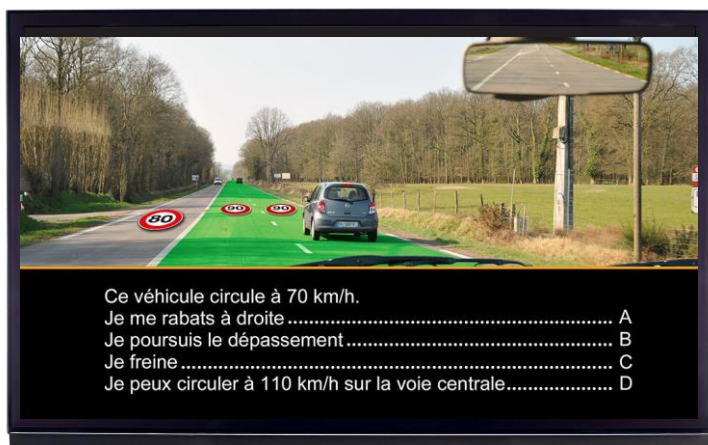 80
90
90
Ce véhicule circule à 70 km/h.
Je me rabats à droite ........................................................ A
Je poursuis le dépassement ............................................. B
Je freine ......................................................................... C
Je peux circuler à 110 km/h sur la voie centrale .................. D